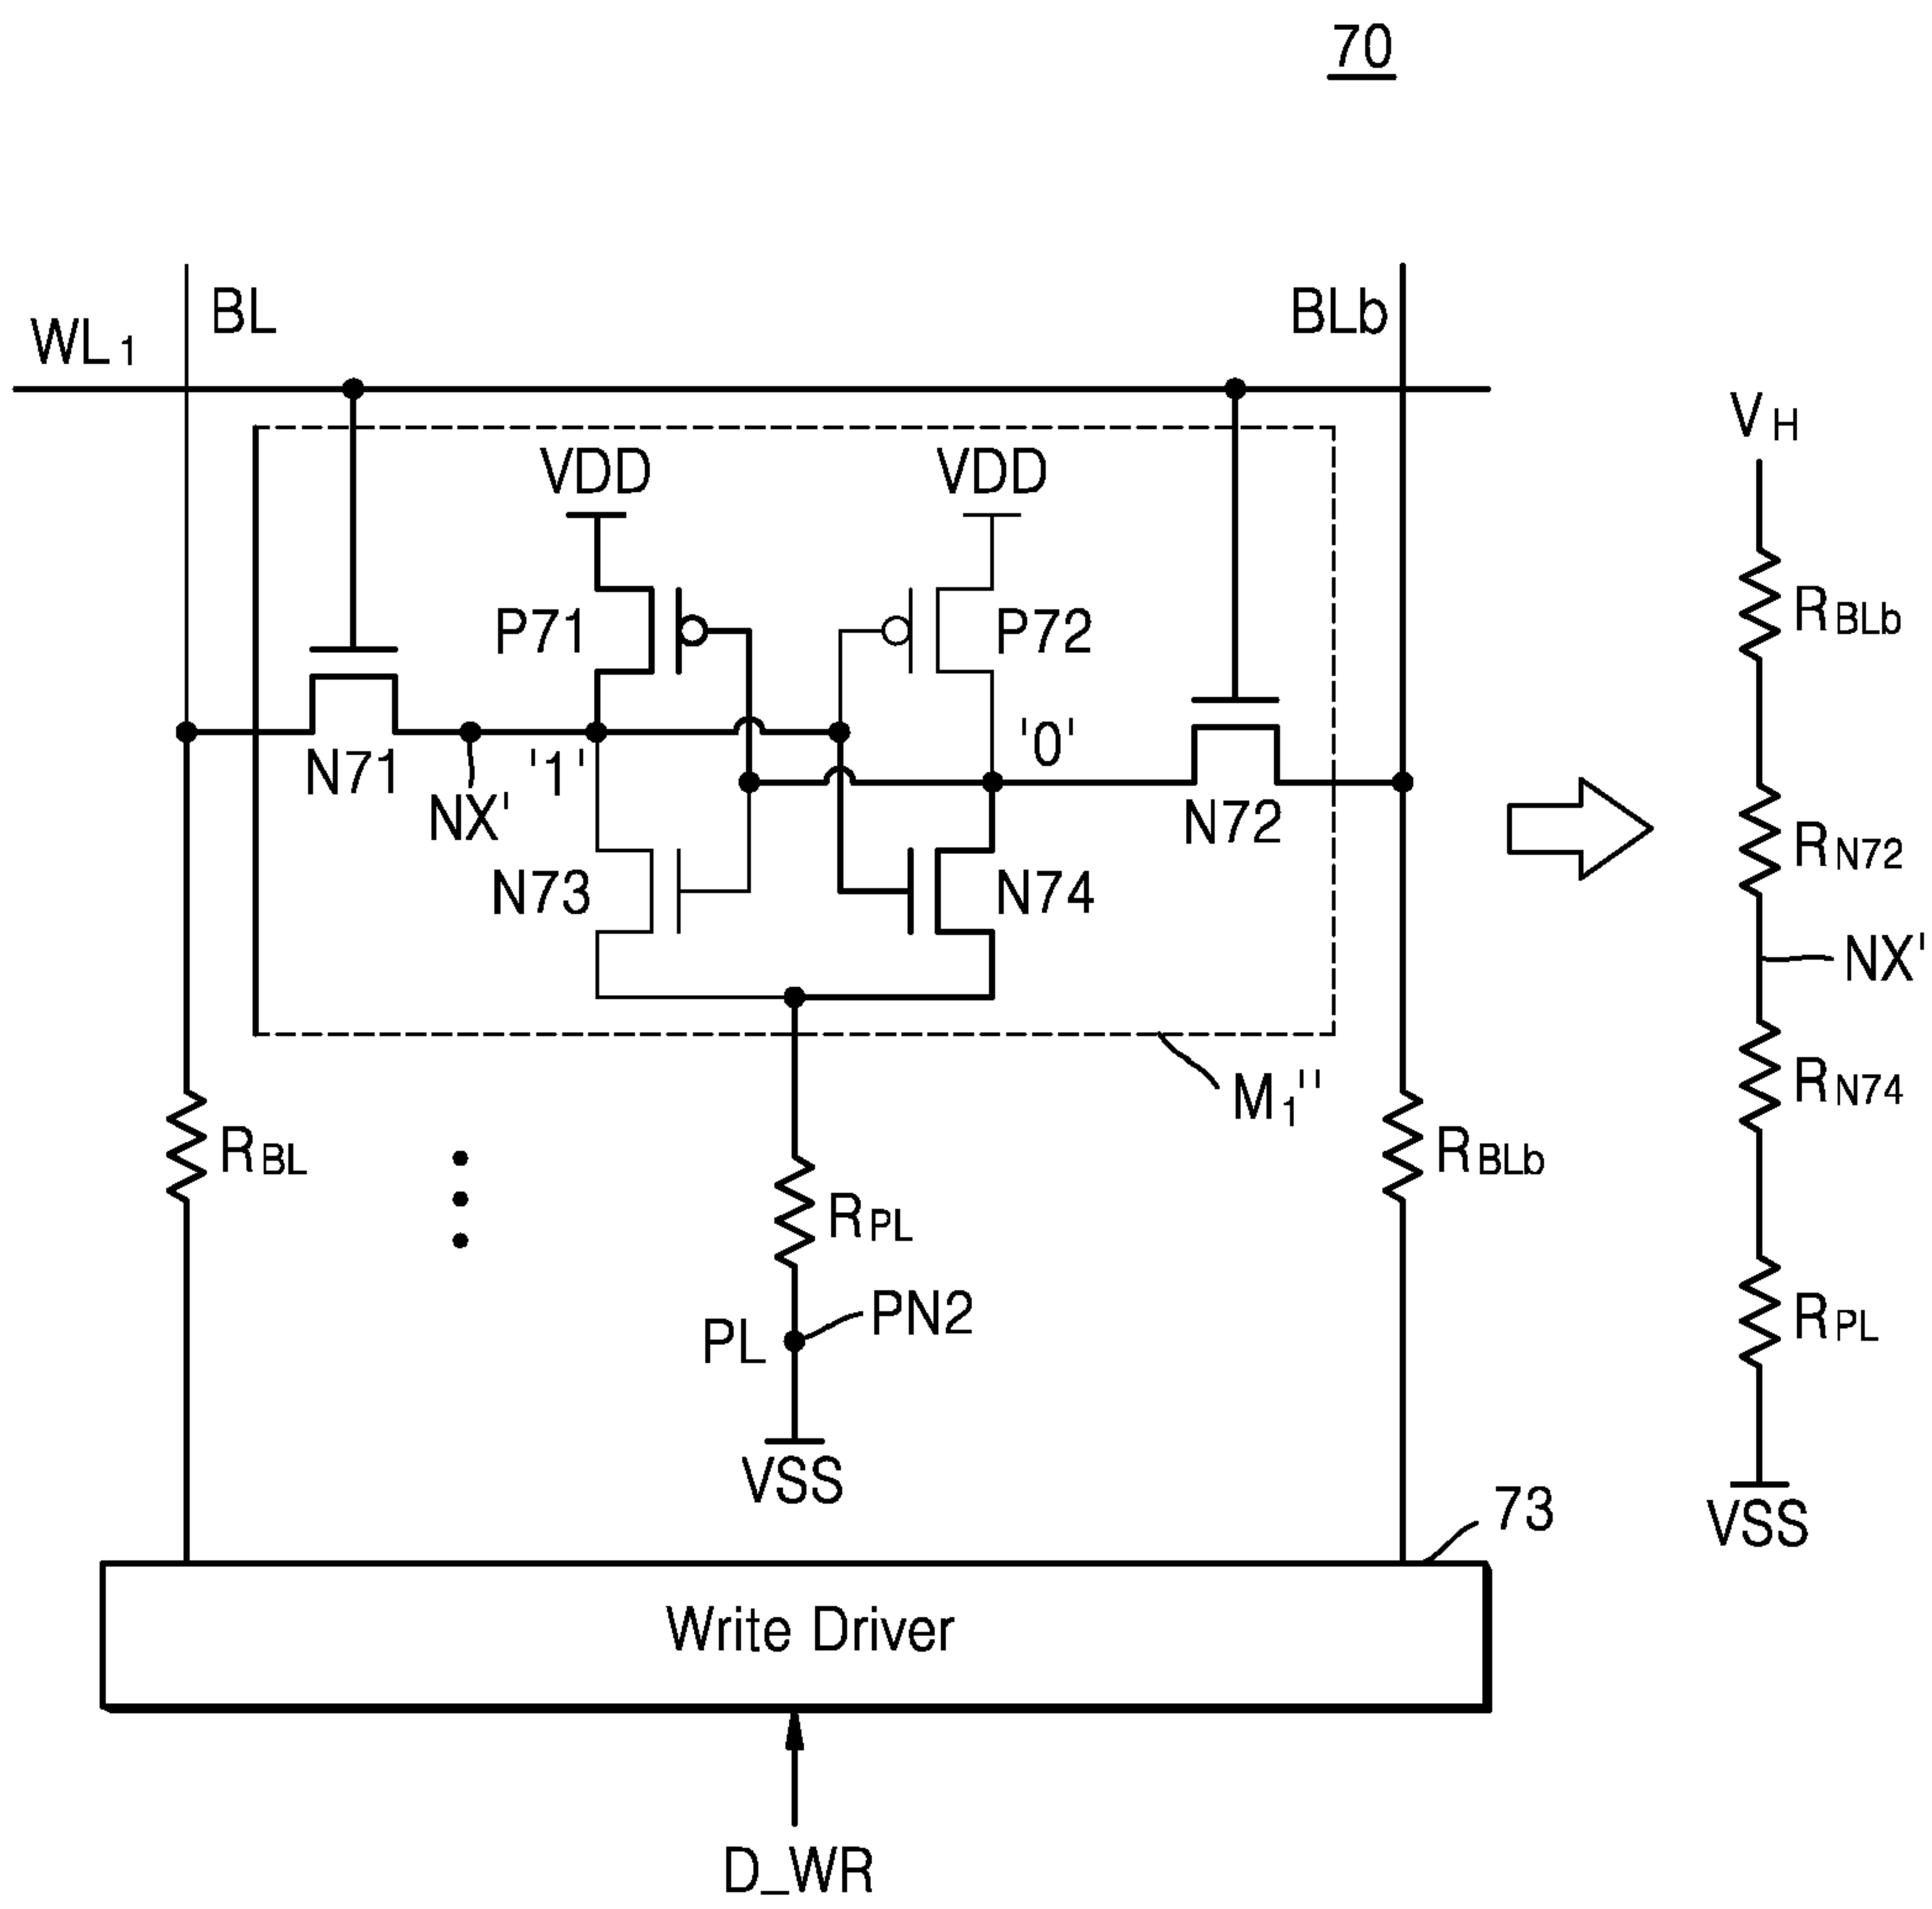 70
BL
BLb
WL1
VH
VDD
VDD
P71
P72
RBLb
'1'
'0'
N71
NX'
N72
RN72
N73
N74
NX'
M1''
RN74
RBL
RBLb
RPL
PL
PN2
RPL
VSS
73
VSS
Write Driver
D_WR